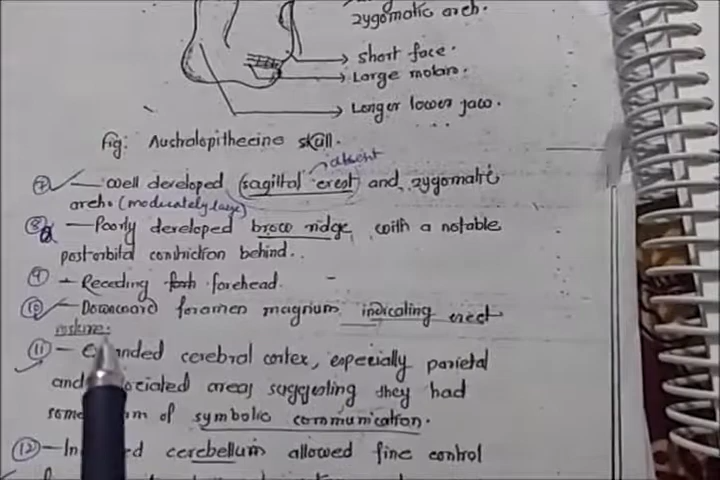 zygomatic arch.
short face.
Large molars.
Longer lower jaw.
Fig: Australopithecine skull.
absent
⑦ — Well developed (sagittal crest) and zygomatic
arch. (moderately large)
⑧ — Poorly developed brow ridge, with a notable
post orbital constriction behind.
⑨ — Receding forehead.
⑩ — Downward foramen magnum indicating erect
⑪ — Expanded cerebral cortex, especially parietal
and areas suggesting they had
of symbolic communication.
⑫ — cerebellum allowed fine control